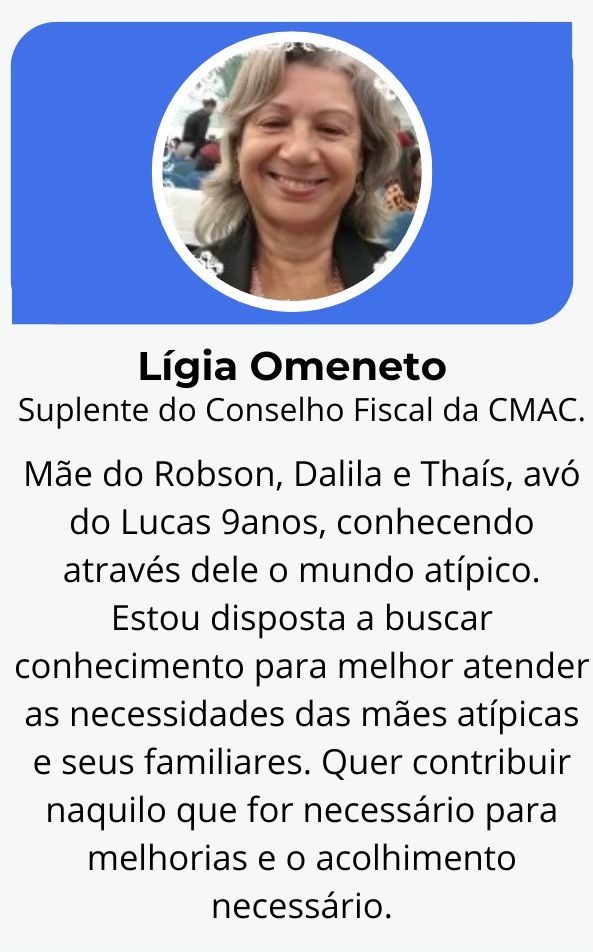 Lígia Omeneto
Suplente do Conselho Fiscal da CMAC.
Mãe do Robson, Dalila e Thaís, avó
do Lucas 9anos, conhecendo
através dele o mundo atípico.
Estou disposta a buscar
conhecimento para melhor atender
as necessidades das mães atípicas
e seus familiares. Quer contribuir
naquilo que for necessário para
melhorias e o acolhimento
necessário.